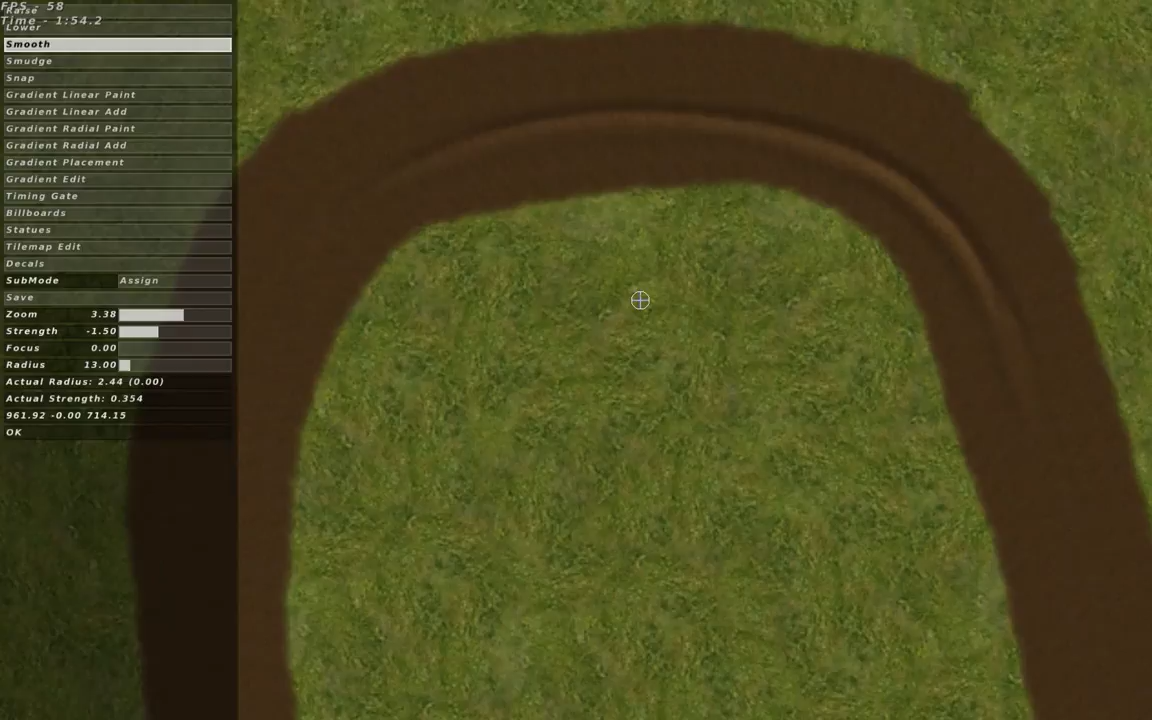 FPS - 58
Raise
Time - 1:54.2
Lower
Smooth
Smudge
Snap
Gradient Linear Paint
Gradient Linear Add
Gradient Radial Paint
Gradient Radial Add
Gradient Placement
Gradient Edit
Timing Gate
Billboards
Statues
Tilemap Edit
Decals
SubMode Assign
Save
Zoom 3.38
Strength -1.50
Focus 0.00
Radius 13.00
Actual Radius: 2.44 (0.00)
Actual Strength: 0.354
961.92 -0.00 714.15
OK